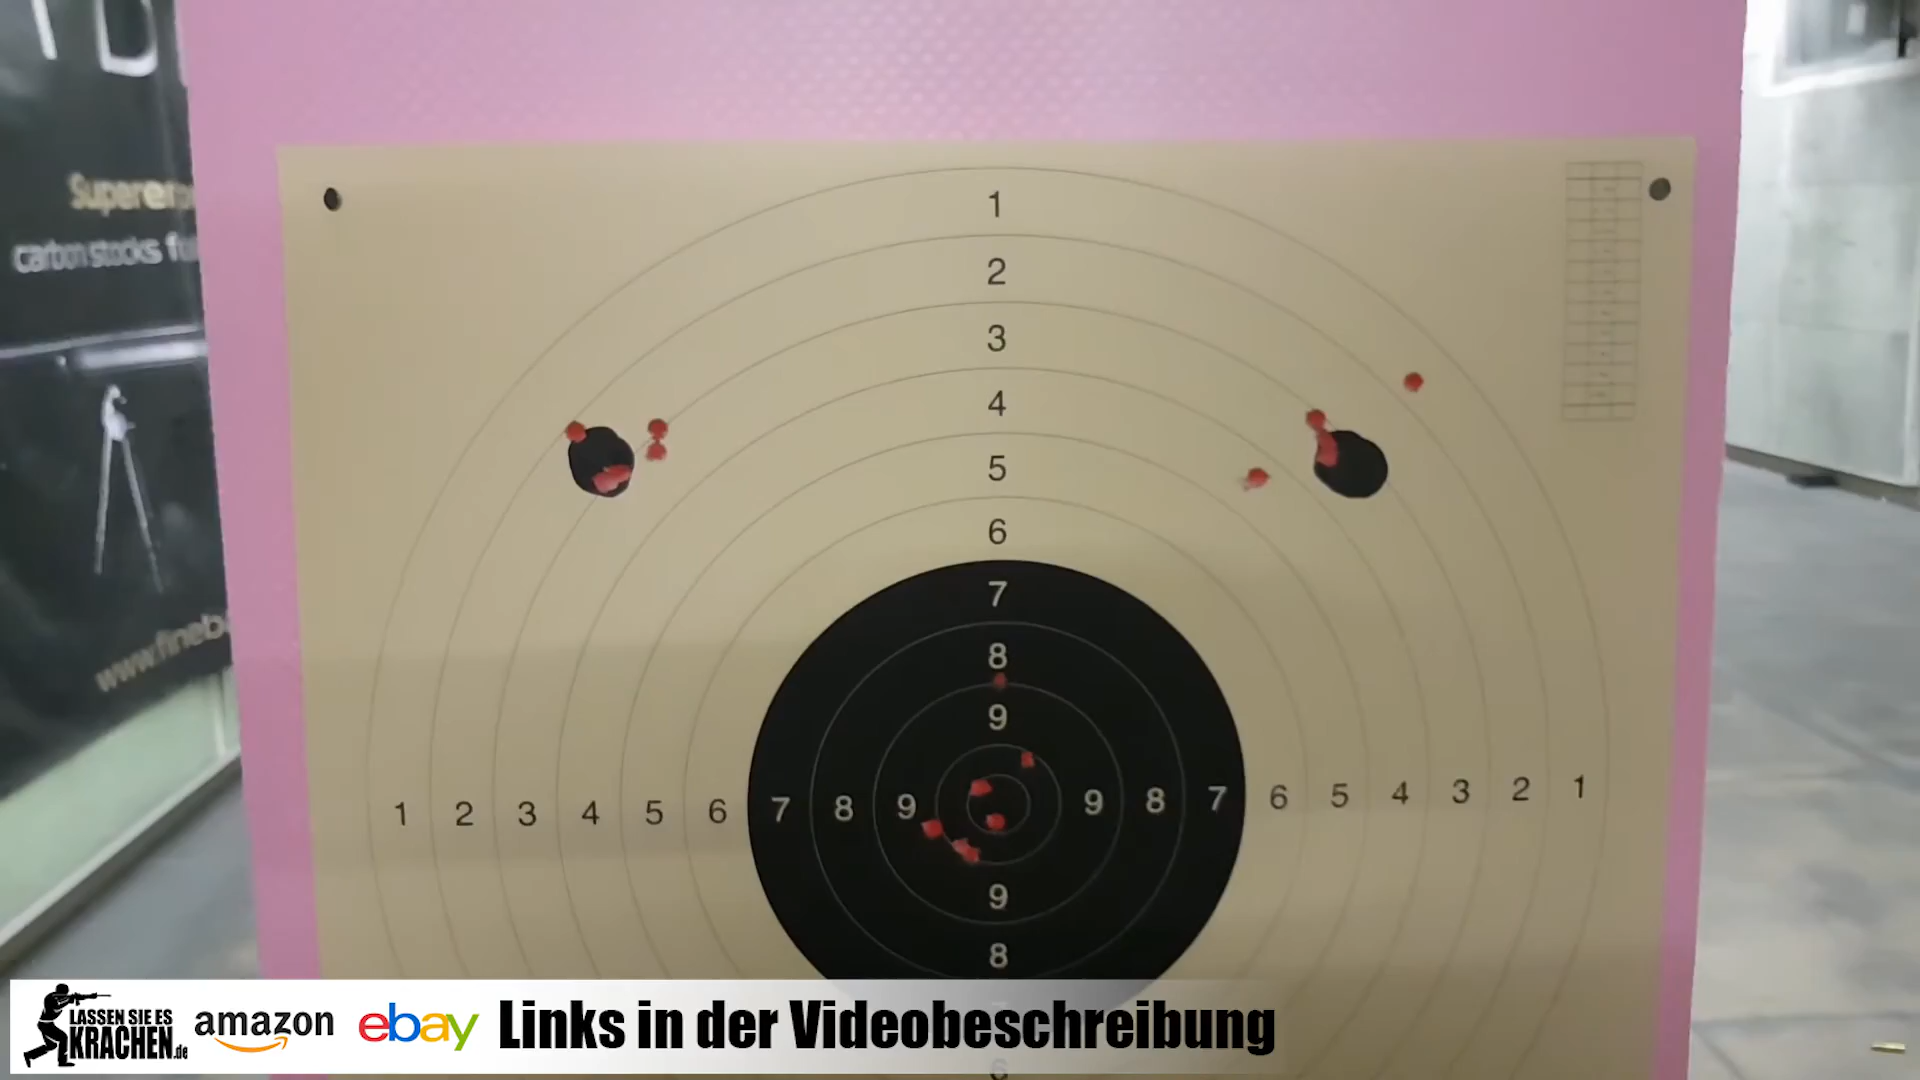 Super
carbon stocks
www.fineb
1
2
3
4
5
6
7
8
9
1 2 3 4 5 6 7 8 9 9 8 7 6 5 4 3 2 1
9
8
6
LASSEN SIE ES
KRACHEN.de
amazon
ebay
Links in der Videobeschreibung